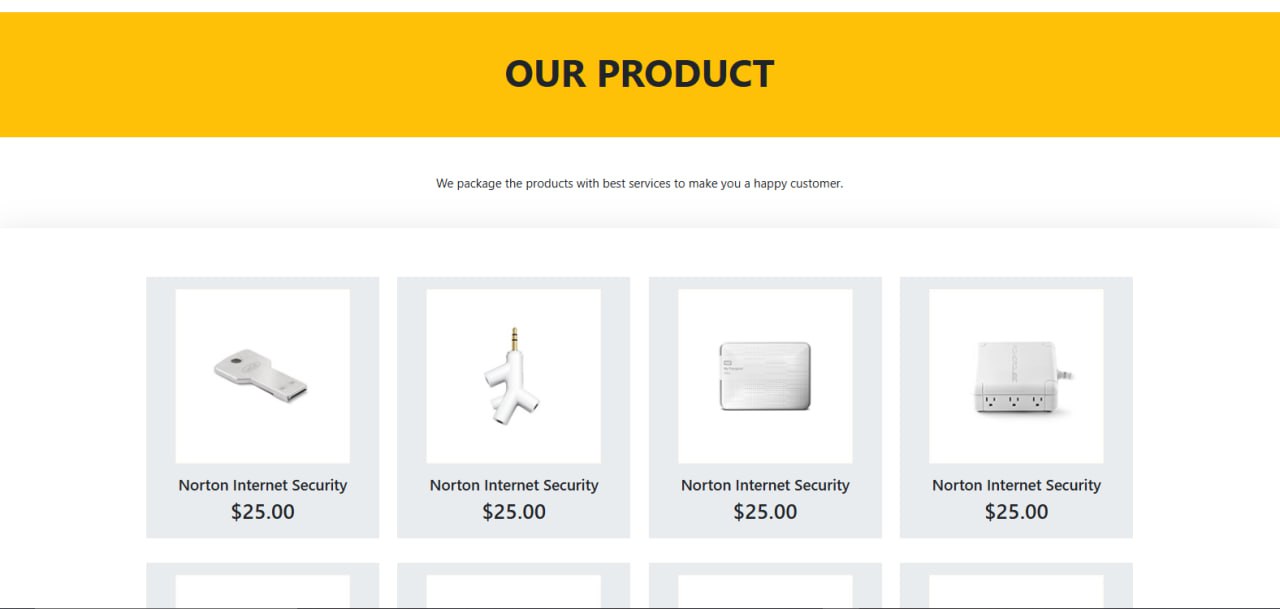 OUR PRODUCT
We package the products with best services to make you a happy customer.
Norton Internet Security
$25.00
Norton Internet Security
$25.00
Norton Internet Security
$25.00
Norton Internet Security
$25.00